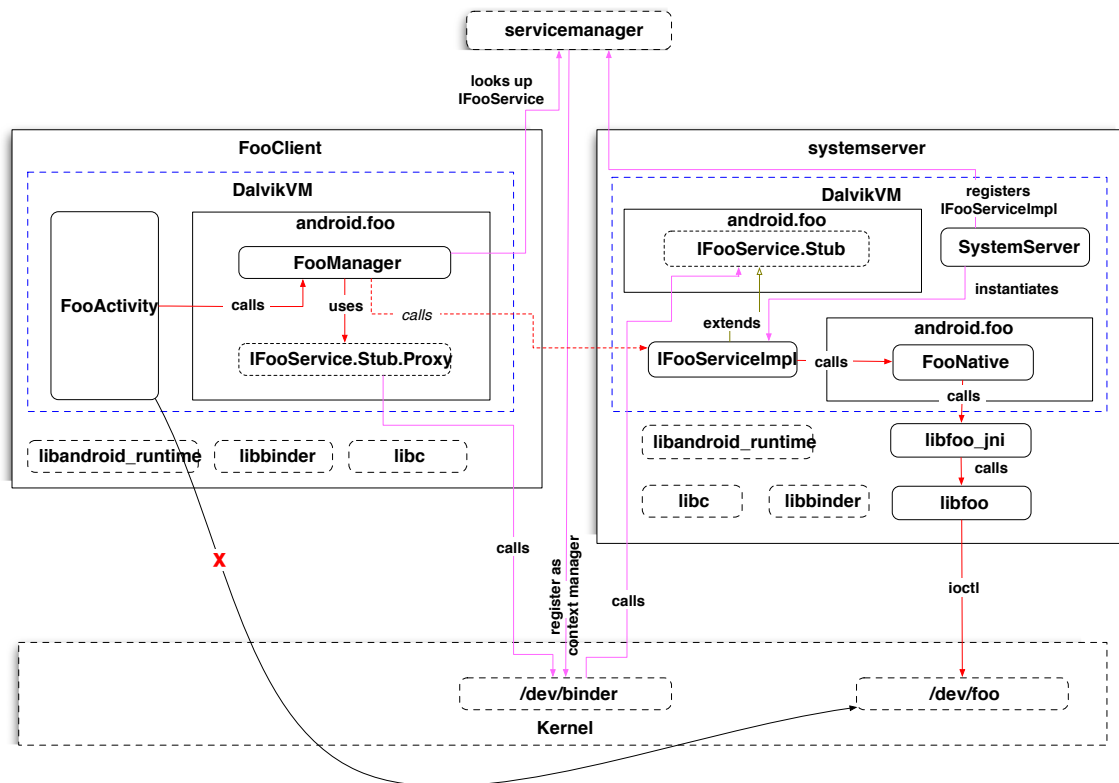 servicemanager
looks up
IFooService
FooClient
DalvikVM
FooActivity
android.foo
FooManager
calls
uses
calls
IFooService.Stub.Proxy
libandroid_runtime
libbinder
libc
systemserver
DalvikVM
registers
IFooServiceImpl
android.foo
IFooService.Stub
SystemServer
instantiates
extends
android.foo
IFooServiceImpl
calls
FooNative
calls
libandroid_runtime
libfoo_jni
calls
libc
libbinder
libfoo
X
calls
register as
context manager
calls
ioctl
/dev/binder
/dev/foo
Kernel